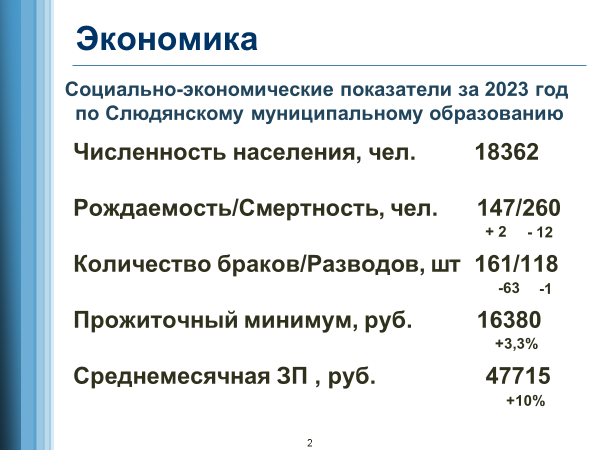 Экономика
Социально-экономические показатели за 2023 год
по Слюдянскому муниципальному образованию
Численность населения, чел. 18362
Рождаемость/Смертность, чел. 147/260
+ 2 - 12
Количество браков/Разводов, шт 161/118
-63 -1
Прожиточный минимум, руб. 16380
+3,3%
Среднемесячная ЗП , руб. 47715
+10%
2